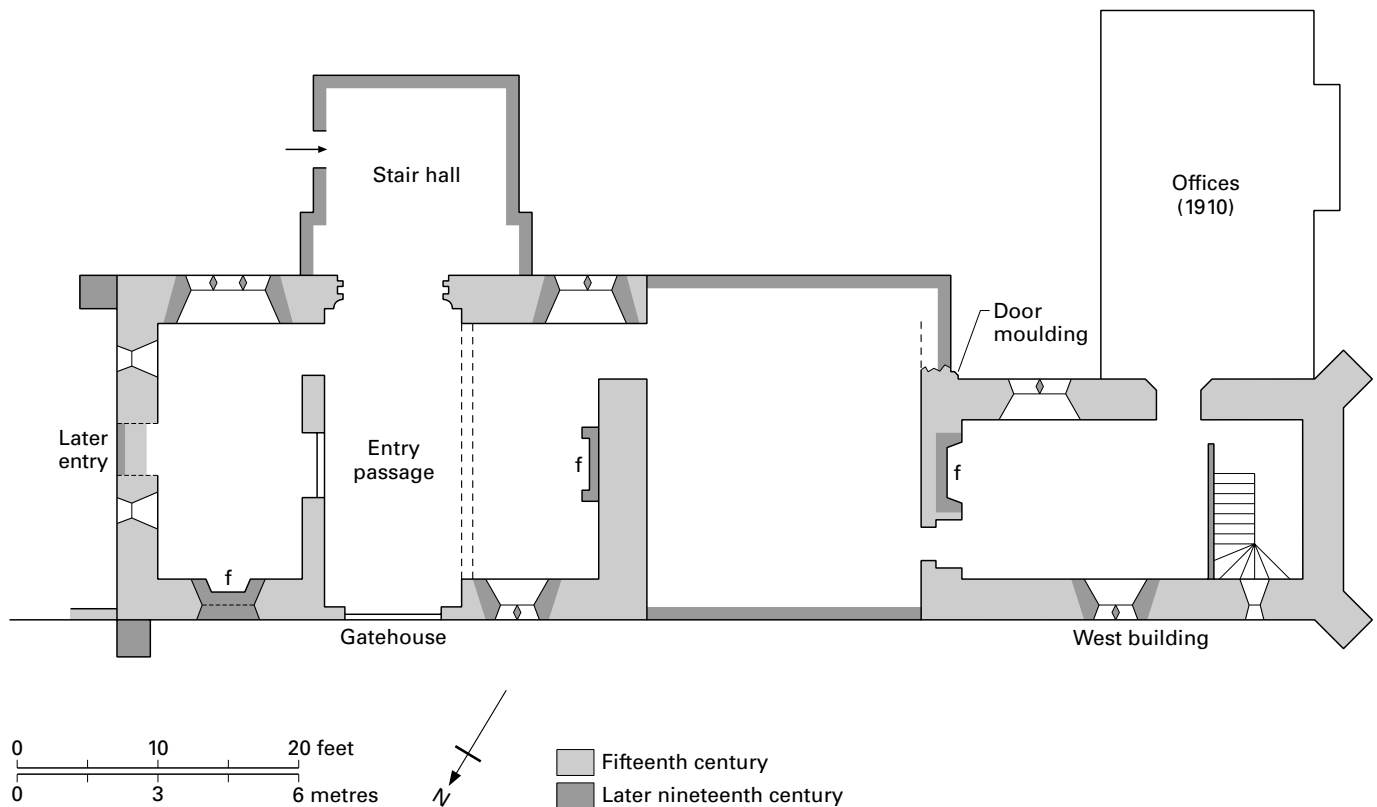 Stair hall
Offices
(1910)
Door
moulding
Later
entry
Entry
passage
f
f
f
Gatehouse
West building
0 10 20 feet
0 3 6 metres
N
Fifteenth century
Later nineteenth century